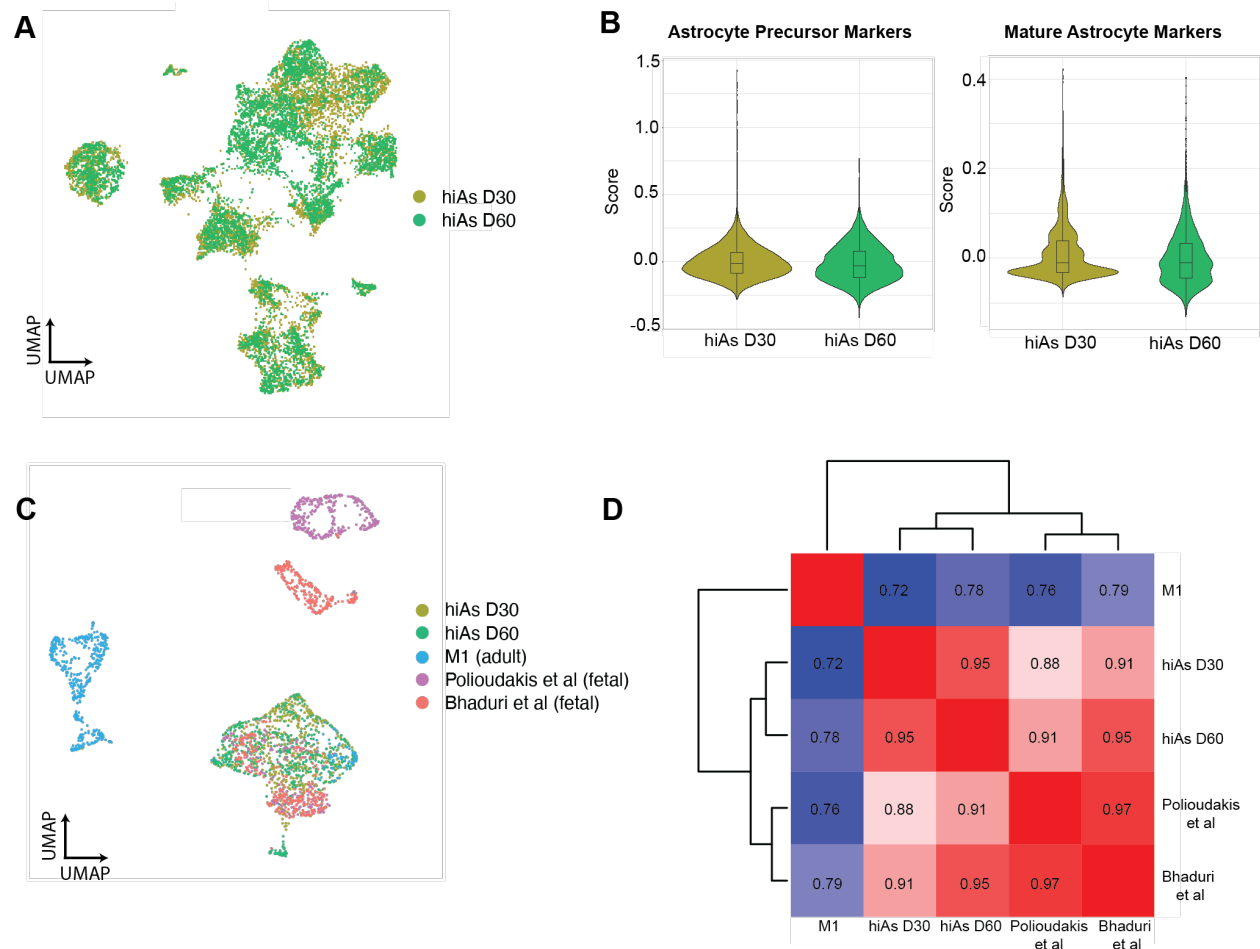 A
hiAs D30
hiAs D60
UMAP
UMAP
B
Astrocyte Precursor Markers
Score
1.5
1.0
0.5
0.0
-0.5
hiAs D30
hiAs D60
Mature Astrocyte Markers
Score
0.4
0.2
0.0
hiAs D30
hiAs D60
C
hiAs D30
hiAs D60
M1 (adult)
Polioudakis et al (fetal)
Bhaduri et al (fetal)
UMAP
UMAP
D
0.72 0.78 0.76 0.79 M1
0.72 0.95 0.88 0.91 hiAs D30
0.78 0.95 0.91 0.95 hiAs D60
0.76 0.88 0.91 0.97 Polioudakis
et al
0.79 0.91 0.95 0.97 Bhaduri
et al
M1 hiAs D30 hiAs D60 Polioudakis Bhaduri
et al et al